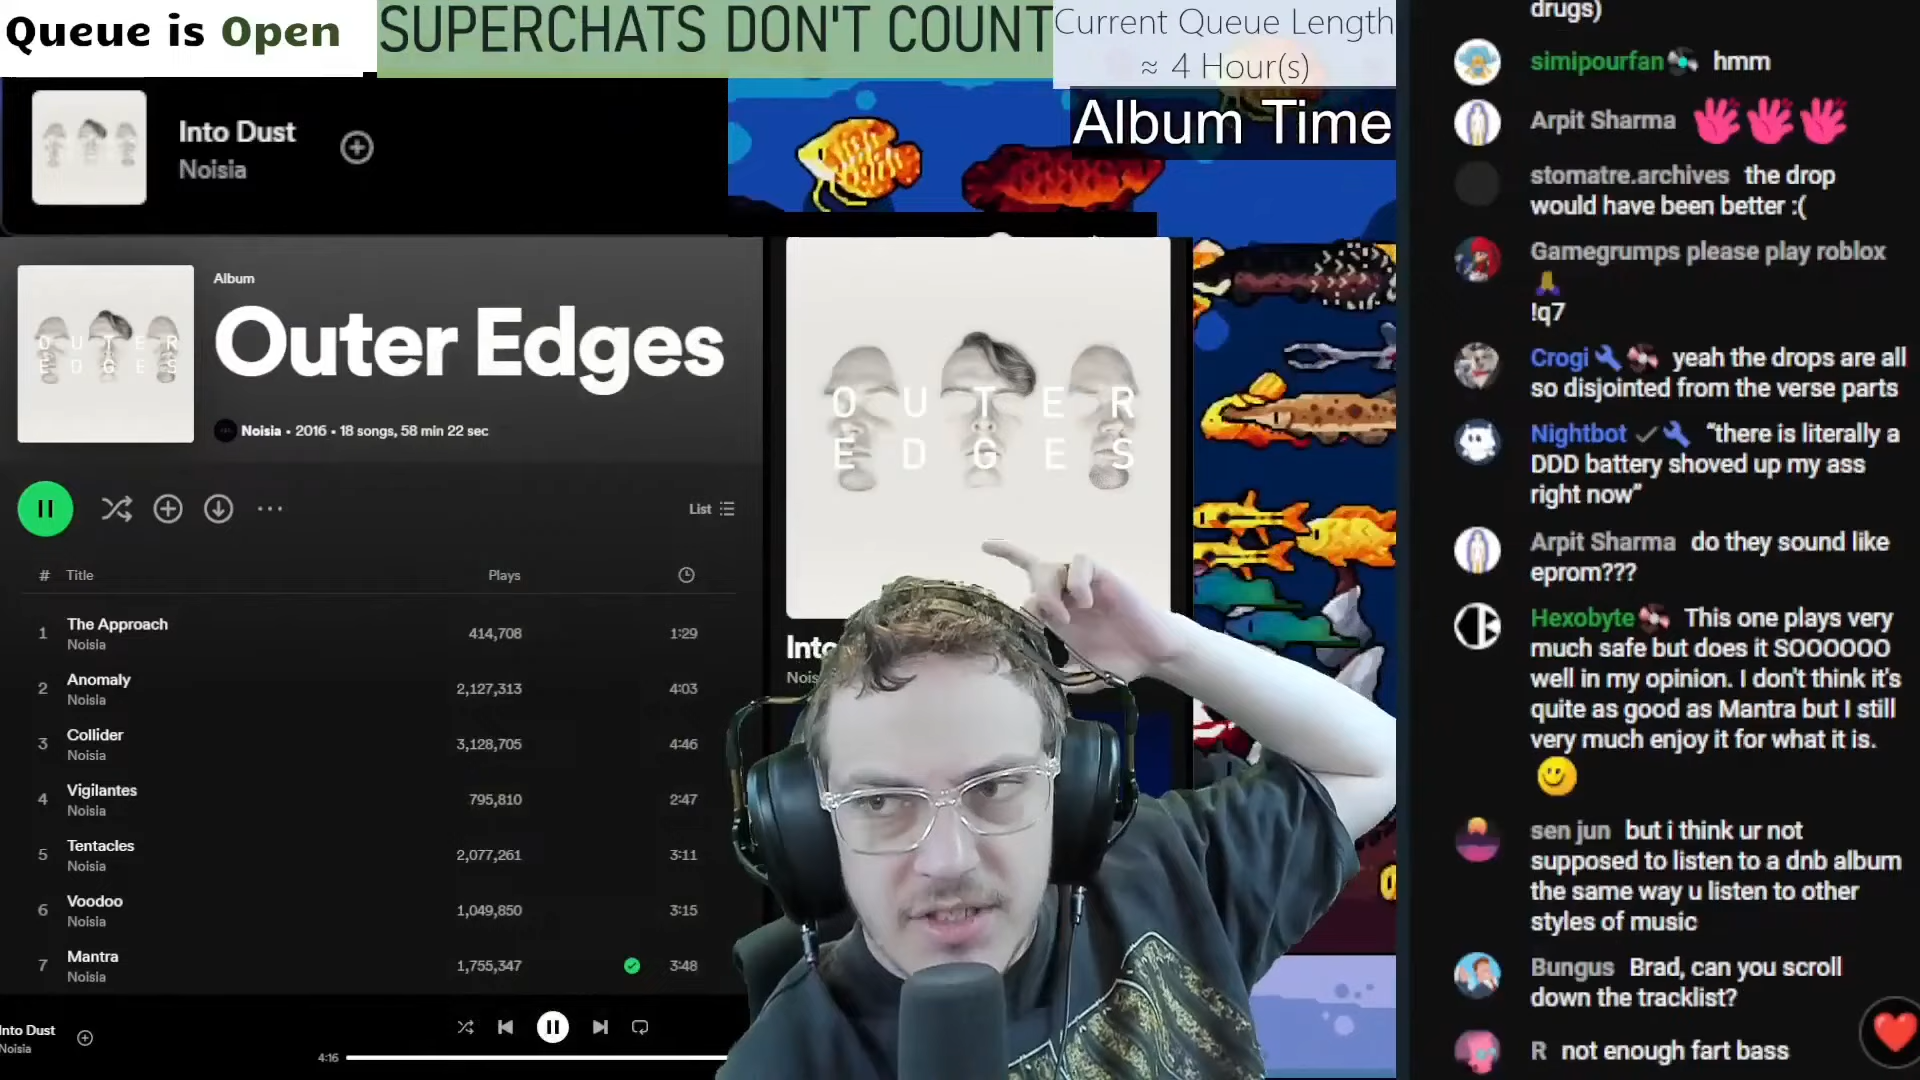 Queue is Open
SUPERCHATS DON'T COUNT
Current Queue Length
≈ 4 Hour(s)
Album Time
Into Dust
Noisia
Album
Outer Edges
Noisia • 2016 • 18 songs, 58 min 22 sec
OUTER
EDGES
List
# Title Plays
1 The Approach 414,708 1:29
Noisia
2 Anomaly 2,127,313 4:03
Noisia
3 Collider 3,128,705 4:46
Noisia
4 Vigilantes 795,810 2:47
Noisia
5 Tentacles 2,077,261 3:11
Noisia
6 Voodoo 1,049,850 3:15
Noisia
7 Mantra 1,755,347 3:48
Noisia
nto Dust
Noisia
4:16
OUTER
EDGES
Into
Nois
drugs)
simipourfan hmm
Arpit Sharma
stomatre.archives the drop
would have been better :(
Gamegrumps please play roblox
!q7
Crogi yeah the drops are all
so disjointed from the verse parts
Nightbot “there is literally a
DDD battery shoved up my ass
right now”
Arpit Sharma do they sound like
eprom???
Hexobyte This one plays very
much safe but does it SOOOOOO
well in my opinion. I don't think it's
quite as good as Mantra but I still
very much enjoy it for what it is.
sen jun but i think ur not
supposed to listen to a dnb album
the same way u listen to other
styles of music
Bungus Brad, can you scroll
down the tracklist?
R not enough fart bass